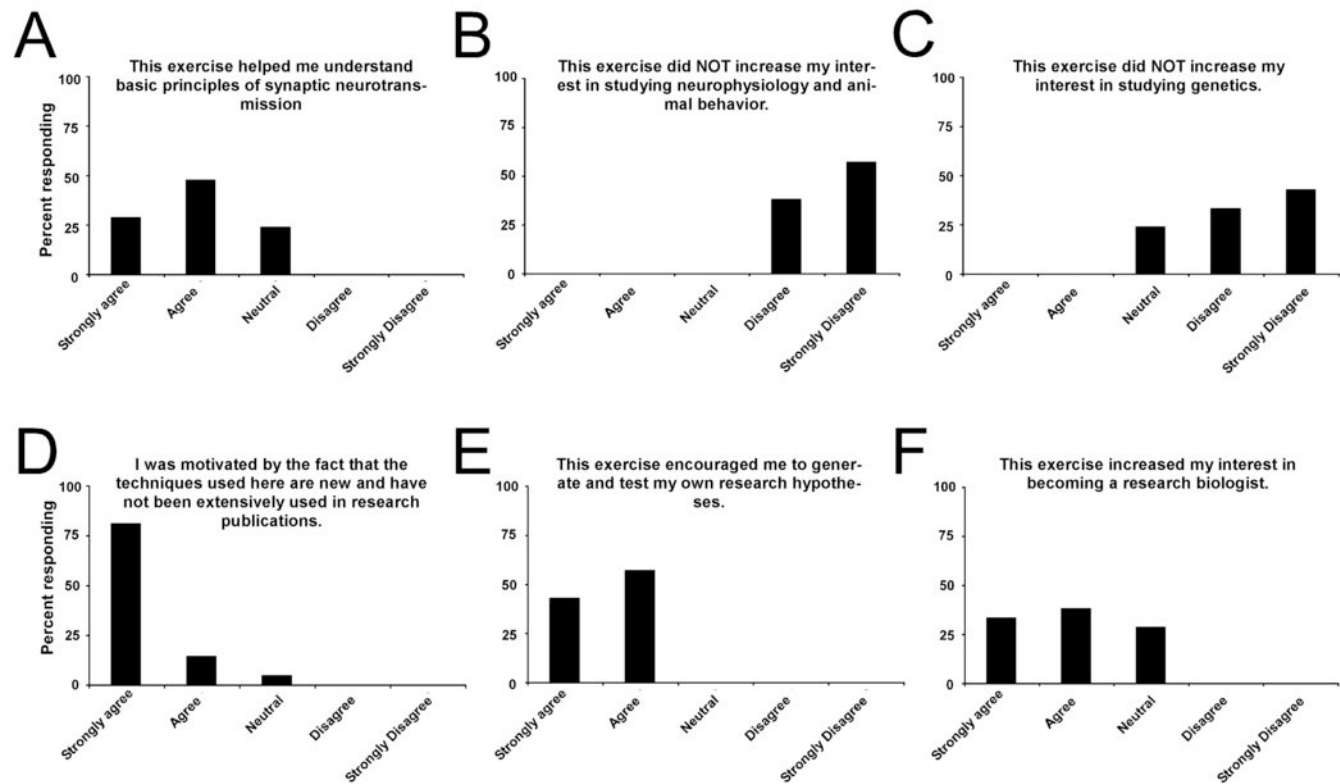 A
This exercise helped me understand
basic principles of synaptic neurotrans-
mission
Percent responding
100
75
50
25
0
Strongly agree
Agree
Neutral
Disagree
Strongly Disagree
B
This exercise did NOT increase my inter-
est in studying neurophysiology and ani-
mal behavior.
100
75
50
25
0
Strongly agree
Agree
Neutral
Disagree
Strongly Disagree
C
This exercise did NOT increase my
interest in studying genetics.
100
75
50
25
0
Strongly agree
Agree
Neutral
Disagree
Strongly Disagree
D
I was motivated by the fact that the
techniques used here are new and have
not been extensively used in research
publications.
Percent responding
100
75
50
25
0
Strongly agree
Agree
Neutral
Disagree
Strongly Disagree
E
This exercise encouraged me to gener-
ate and test my own research hypothe-
ses.
100
75
50
25
0
Strongly agree
Agree
Neutral
Disagree
Strongly Disagree
F
This exercise increased my interest in
becoming a research biologist.
100
75
50
25
0
Strongly agree
Agree
Neutral
Disagree
Strongly Disagree